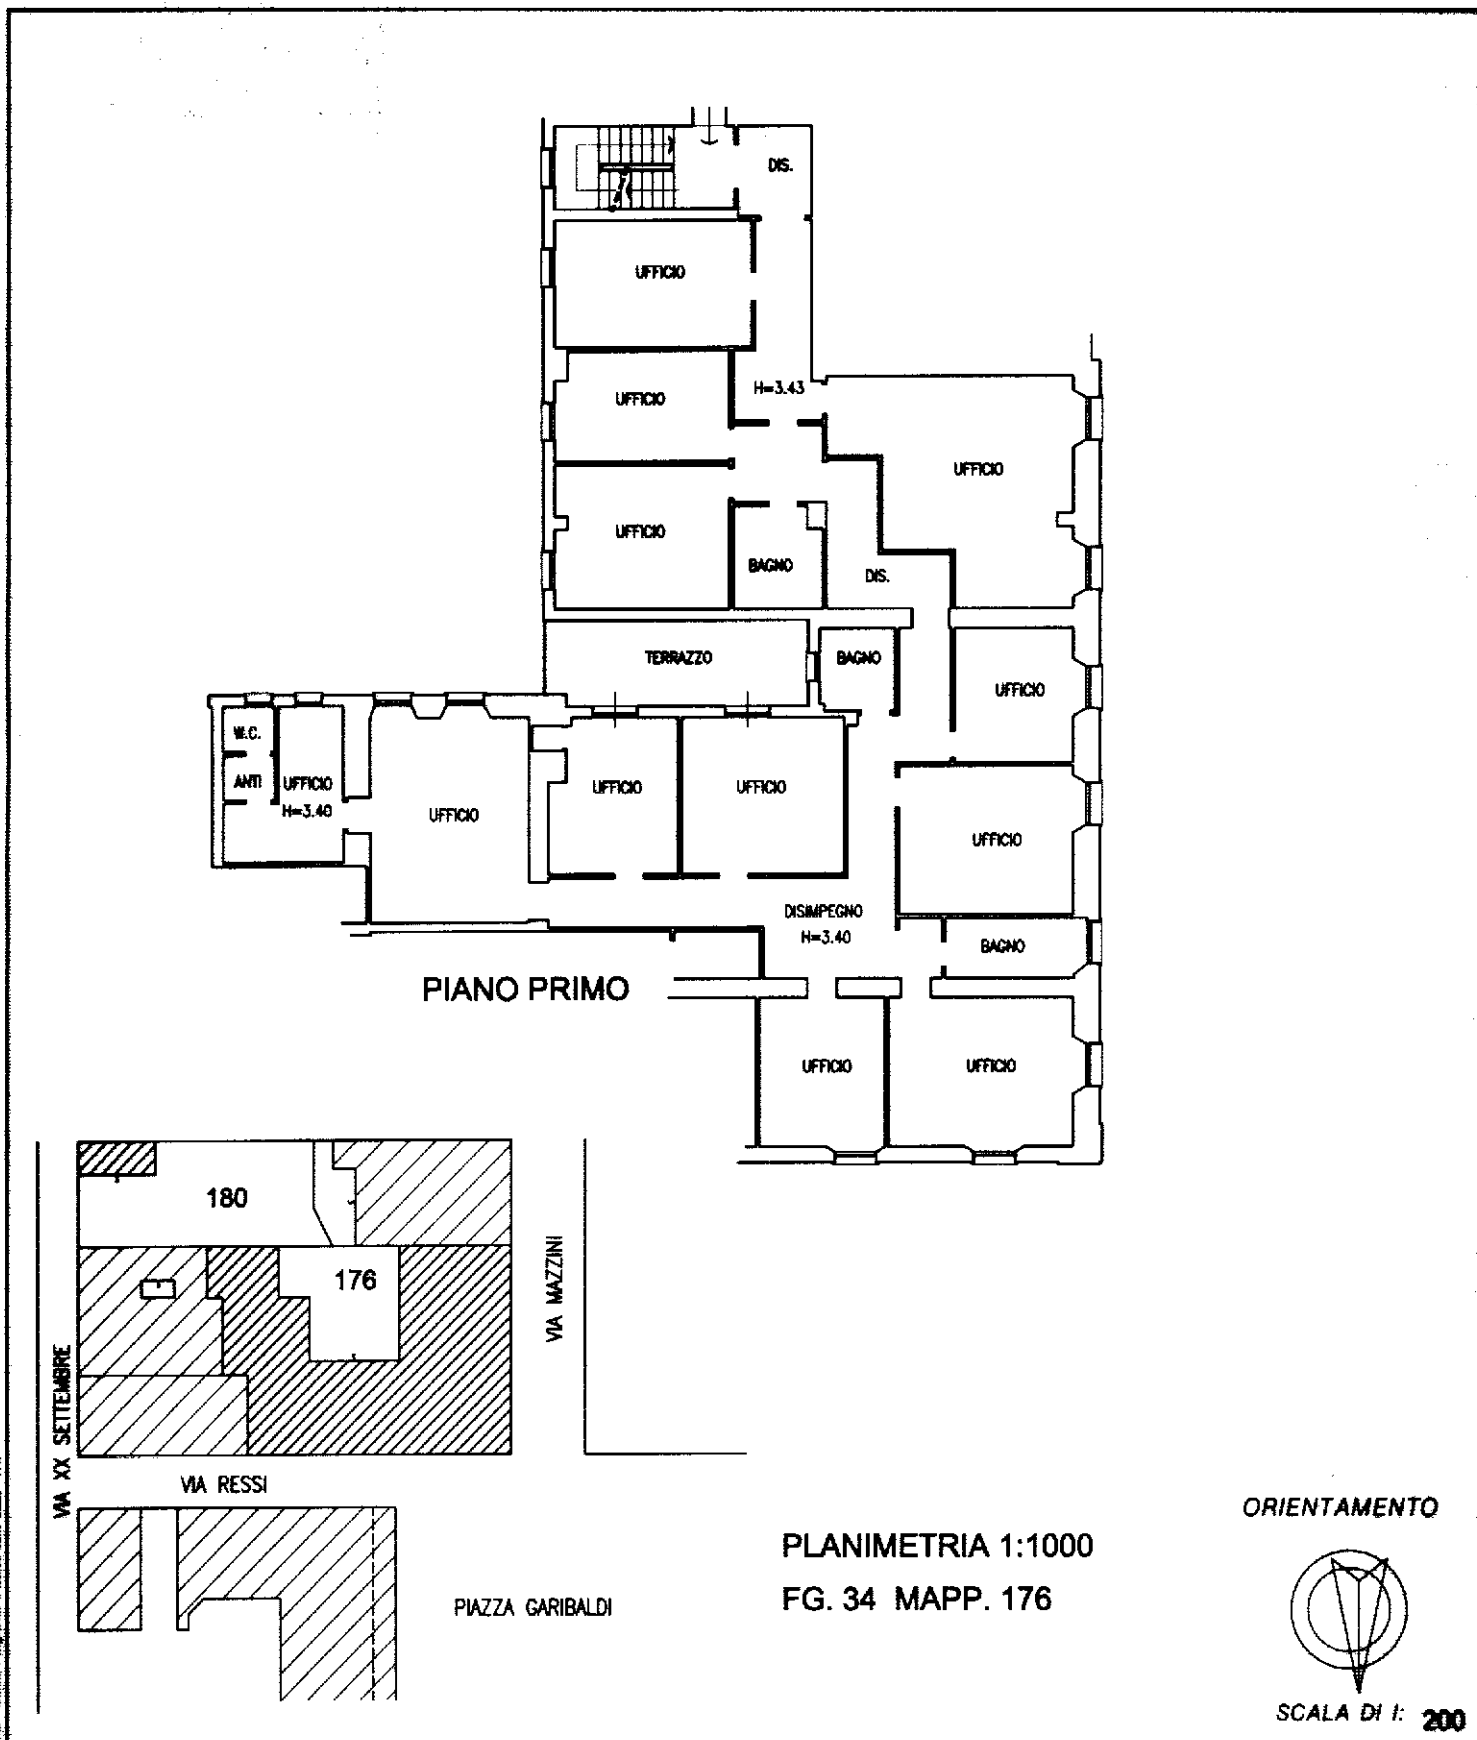 DIS.
UFFICIO
H=3.43
UFFICIO
UFFICIO
UFFICIO
BAGNO
DIS.
TERRAZZO
BAGNO
UFFICIO
W.C.
ANTI
UFFICIO
H=3.40
UFFICIO
UFFICIO
UFFICIO
UFFICIO
DISIMPEGNO
H=3.40
BAGNO
PIANO PRIMO
UFFICIO
UFFICIO
180
176
VIA MAZZINI
VIA XX SETTEMBRE
VIA RESSI
PIAZZA GARIBALDI
PLANIMETRIA 1:1000
FG. 34 MAPP. 176
ORIENTAMENTO
SCALA DI 1: 200